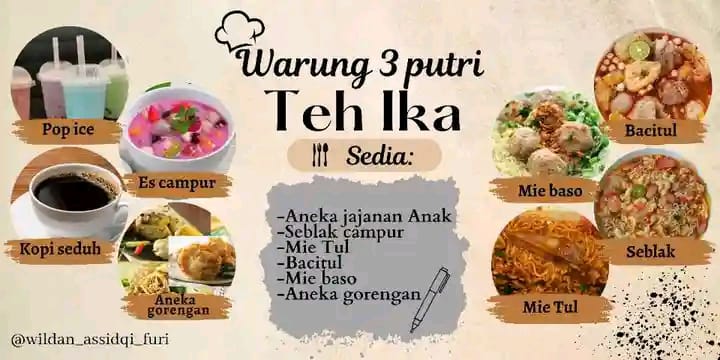 Warung 3 putri
Teh Ika
Sedia:
Pop ice
Es campur
Kopi seduh
Aneka
gorengan
-Aneka jajanan Anak
-Seblak campur
-Mie Tul
-Bacitul
-Mie baso
-Aneka gorengan
Bacitul
Mie baso
Seblak
Mie Tul
@wildan_assidqi_furi